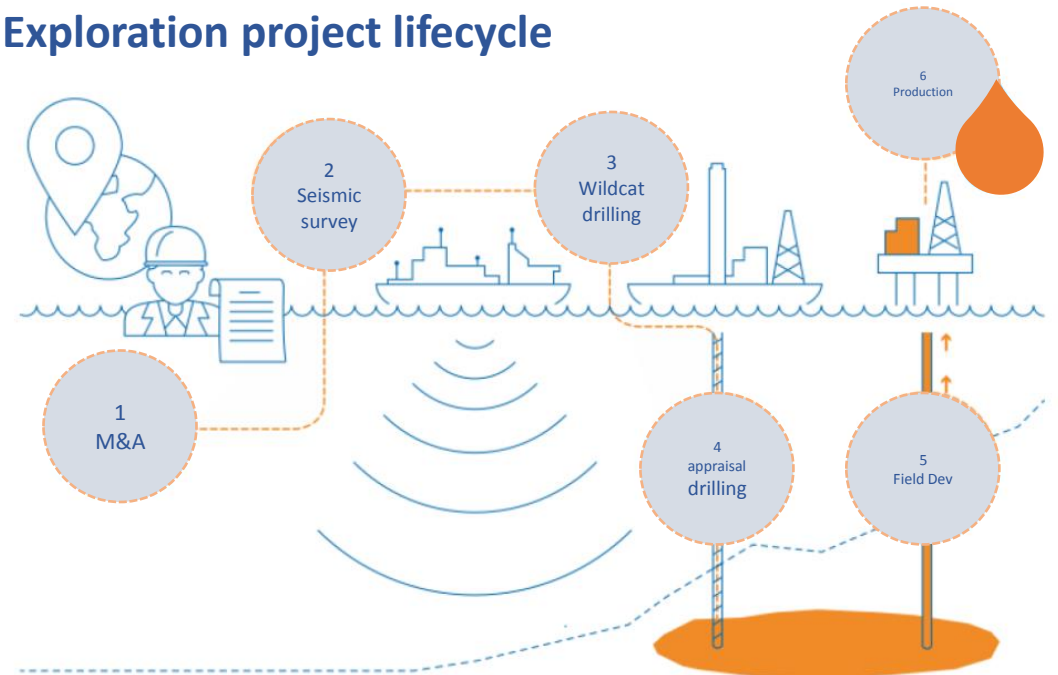 Exploration project lifecycle
6
Production
2
Seismic
survey
3
Wildcat
drilling
1
M&A
4
appraisal
drilling
5
Field Dev